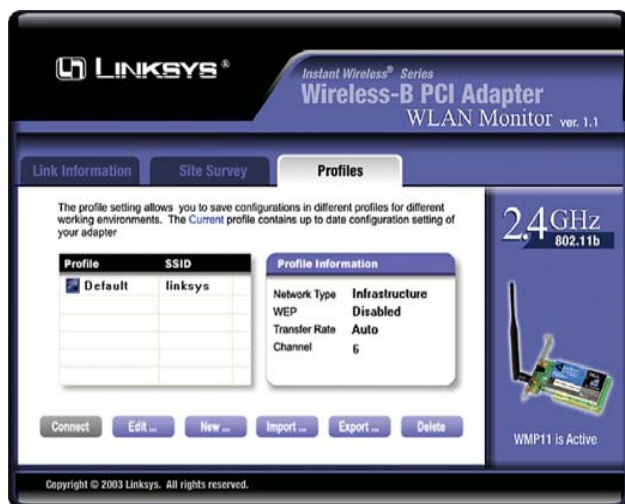 LINKSYS®
Instant Wireless® Series
Wireless-B PCI Adapter
WLAN Monitor ver. 1.1
Link Information Site Survey Profiles
The profile setting allows you to save configurations in different profiles for different
working environments. The Current profile contains up to date configuration setting of
your adapter
Profile SSID
Default linksys
Profile Information
Network Type Infrastructure
WEP Disabled
Transfer Rate Auto
Channel 6
2.4GHz
802.11b
Connect Edit ... New ... Import ... Export ... Delete
WMP11 is Active
Copyright © 2003 Linksys. All rights reserved.